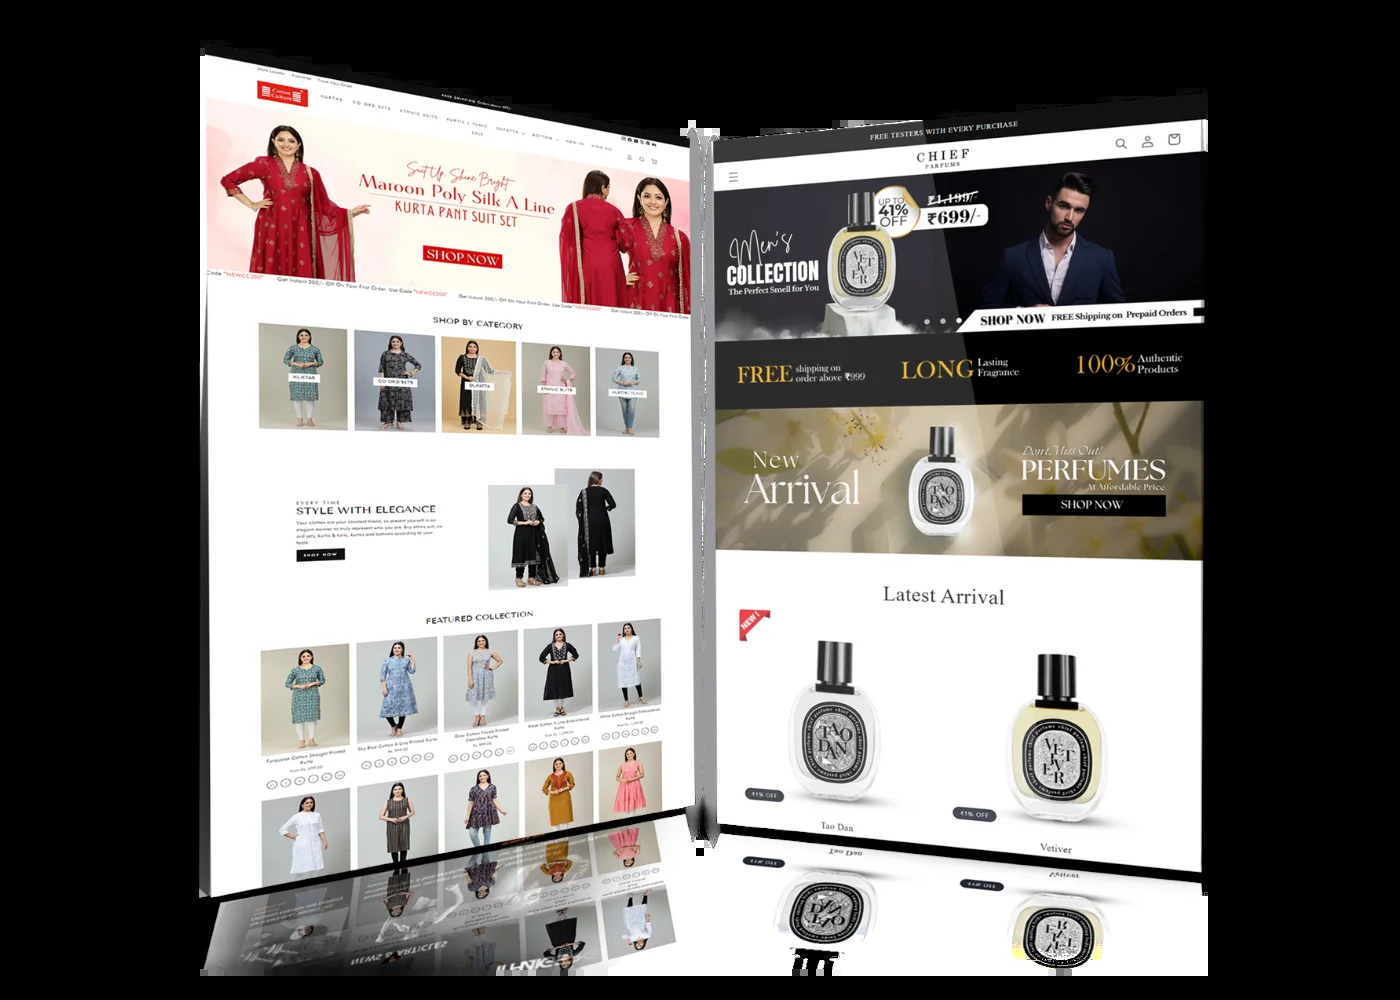 Store Locator Franchise Track Your Order
FREE SHIPPING Orders above 699/-
Cotton
Culture
KURTAS CO-ORD SETS ETHNIC SUITS KURTIS | TUNIC DUPATTA BOTTOM NEW IN VIEW ALL
SALE
Suit Up, Shine Bright
Maroon Poly Silk A Line
KURTA PANT SUIT SET
SHOP NOW
Code "NEWCC200" Get Instant 200/- Off On Your First Order. Use Code "NEWCC200" Get Instant 200/- Off On Your First Order. Use Code "NEWCC200" Get Instant 200/- Off On Your First Order
SHOP BY CATEGORY
KURTAS
CO-ORD SETS
DUPATTA
ETHNIC SUITS
KURTIS | TUNIC
EVERY TIME
STYLE WITH ELEGANCE
Your clothes are your constant friend, so present yourself in an
elegant manner to truly represent who you are. Buy ethnic suit, co-
ord sets, kurtis & tunic, kurtas and bottoms according to your
taste.
SHOP NOW
FEATURED COLLECTION
Turquoise Cotton Straight Printed
Kurta
Sky Blue Cotton A Line Printed Kurta
Gray Cotton Flared Printed
Sleeveless Kurta
Black Cotton A Line Embroidered
Kurta
White Cotton Straight Embroidered
Kurta
FREE TESTERS WITH EVERY PURCHASE
CHIEF
PARFUMS
Men's
COLLECTION
The Perfect Smell for You
VETIVER
UP TO
41%
OFF
₹1,199/-
₹699/-
SHOP NOW FREE Shipping on Prepaid Orders
FREE shipping on
order above ₹999
LONG Lasting
Fragrance
100% Authentic
Products
New
Arrival
TAO
DAN
Don't Miss Out!
PERFUMES
At Affordable Price
SHOP NOW
Latest Arrival
NEW!
TAO
DAN
41% OFF
Tao Dan
VETIVER
41% OFF
Vetiver